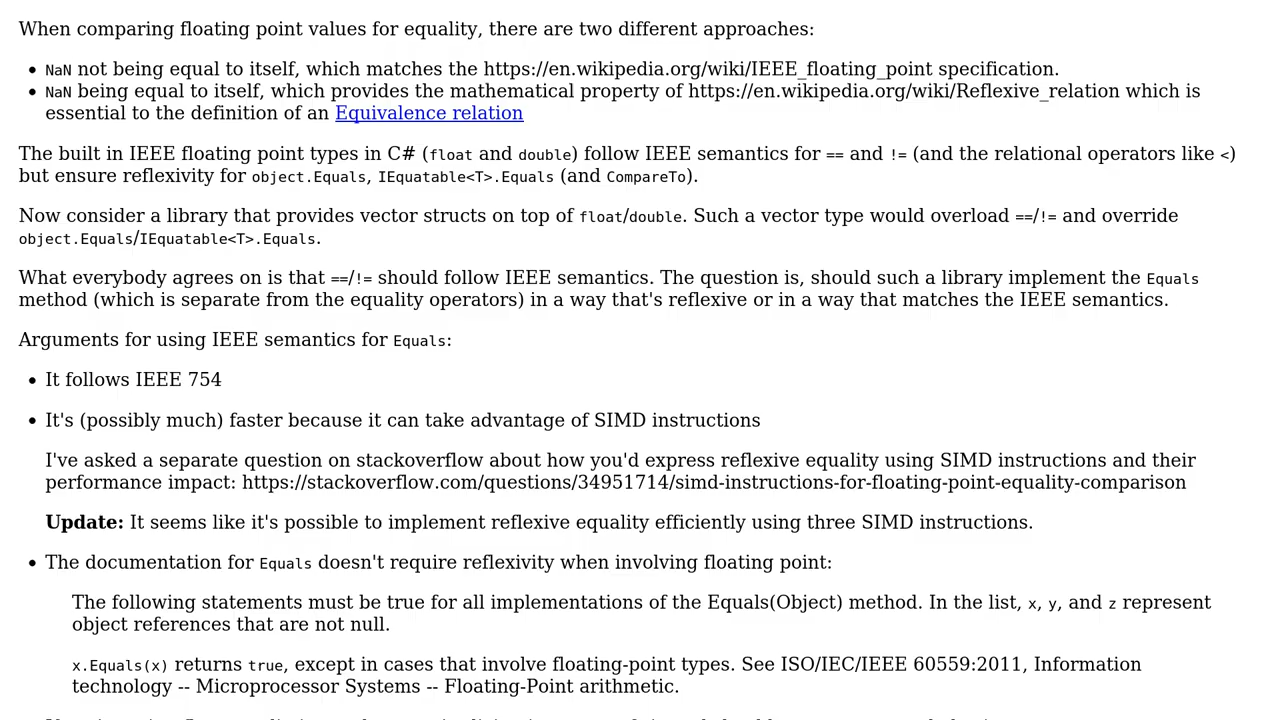 When comparing floating point values for equality, there are two different approaches:
• NaN not being equal to itself, which matches the https://en.wikipedia.org/wiki/IEEE_floating_point specification.
• NaN being equal to itself, which provides the mathematical property of https://en.wikipedia.org/wiki/Reflexive_relation which is
essential to the definition of an Equivalence relation
The built in IEEE floating point types in C# (float and double) follow IEEE semantics for == and != (and the relational operators like <)
but ensure reflexivity for object.Equals, IEquatable<T>.Equals (and CompareTo).
Now consider a library that provides vector structs on top of float/double. Such a vector type would overload ==/!= and override
object.Equals/IEquatable<T>.Equals.
What everybody agrees on is that ==/!= should follow IEEE semantics. The question is, should such a library implement the Equals
method (which is separate from the equality operators) in a way that's reflexive or in a way that matches the IEEE semantics.
Arguments for using IEEE semantics for Equals:
• It follows IEEE 754
• It's (possibly much) faster because it can take advantage of SIMD instructions
I've asked a separate question on stackoverflow about how you'd express reflexive equality using SIMD instructions and their
performance impact: https://stackoverflow.com/questions/34951714/simd-instructions-for-floating-point-equality-comparison
Update: It seems like it's possible to implement reflexive equality efficiently using three SIMD instructions.
• The documentation for Equals doesn't require reflexivity when involving floating point:
The following statements must be true for all implementations of the Equals(Object) method. In the list, x, y, and z represent
object references that are not null.
x.Equals(x) returns true, except in cases that involve floating-point types. See ISO/IEC/IEEE 60559:2011, Information
technology -- Microprocessor Systems -- Floating-Point arithmetic.